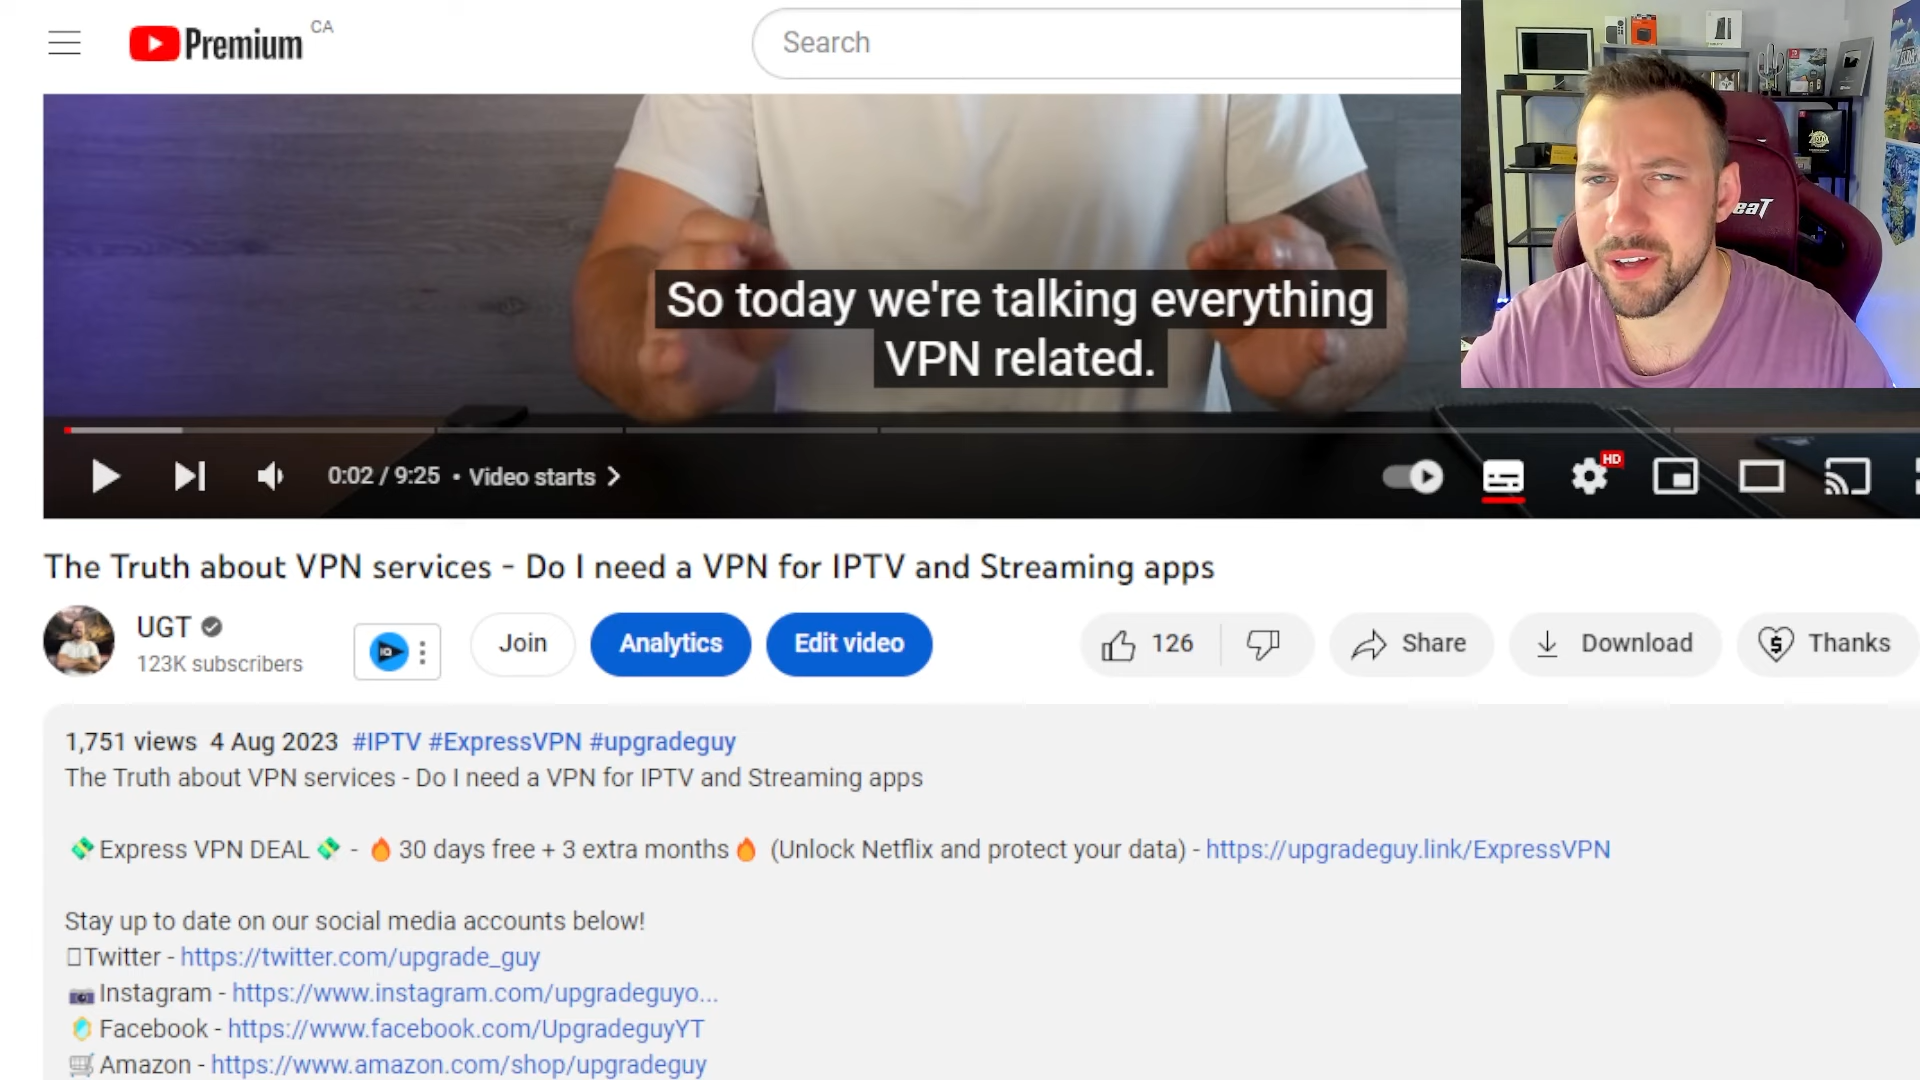 Premium CA
Search
eaT
So today we're talking everything
VPN related.
0:02 / 9:25 • Video starts
HD
The Truth about VPN services - Do I need a VPN for IPTV and Streaming apps
UGT
123K subscribers
IQ
Join
Analytics
Edit video
126
Share
Download
Thanks
1,751 views 4 Aug 2023 #IPTV #ExpressVPN #upgradeguy
The Truth about VPN services - Do I need a VPN for IPTV and Streaming apps
💸Express VPN DEAL 💸 - 🔥 30 days free + 3 extra months🔥 (Unlock Netflix and protect your data) - https://upgradeguy.link/ExpressVPN
Stay up to date on our social media accounts below!
Twitter - https://twitter.com/upgrade_guy
📷Instagram - https://www.instagram.com/upgradeguyo...
Facebook - https://www.facebook.com/UpgradeguyYT
🛒Amazon - https://www.amazon.com/shop/upgradeguy